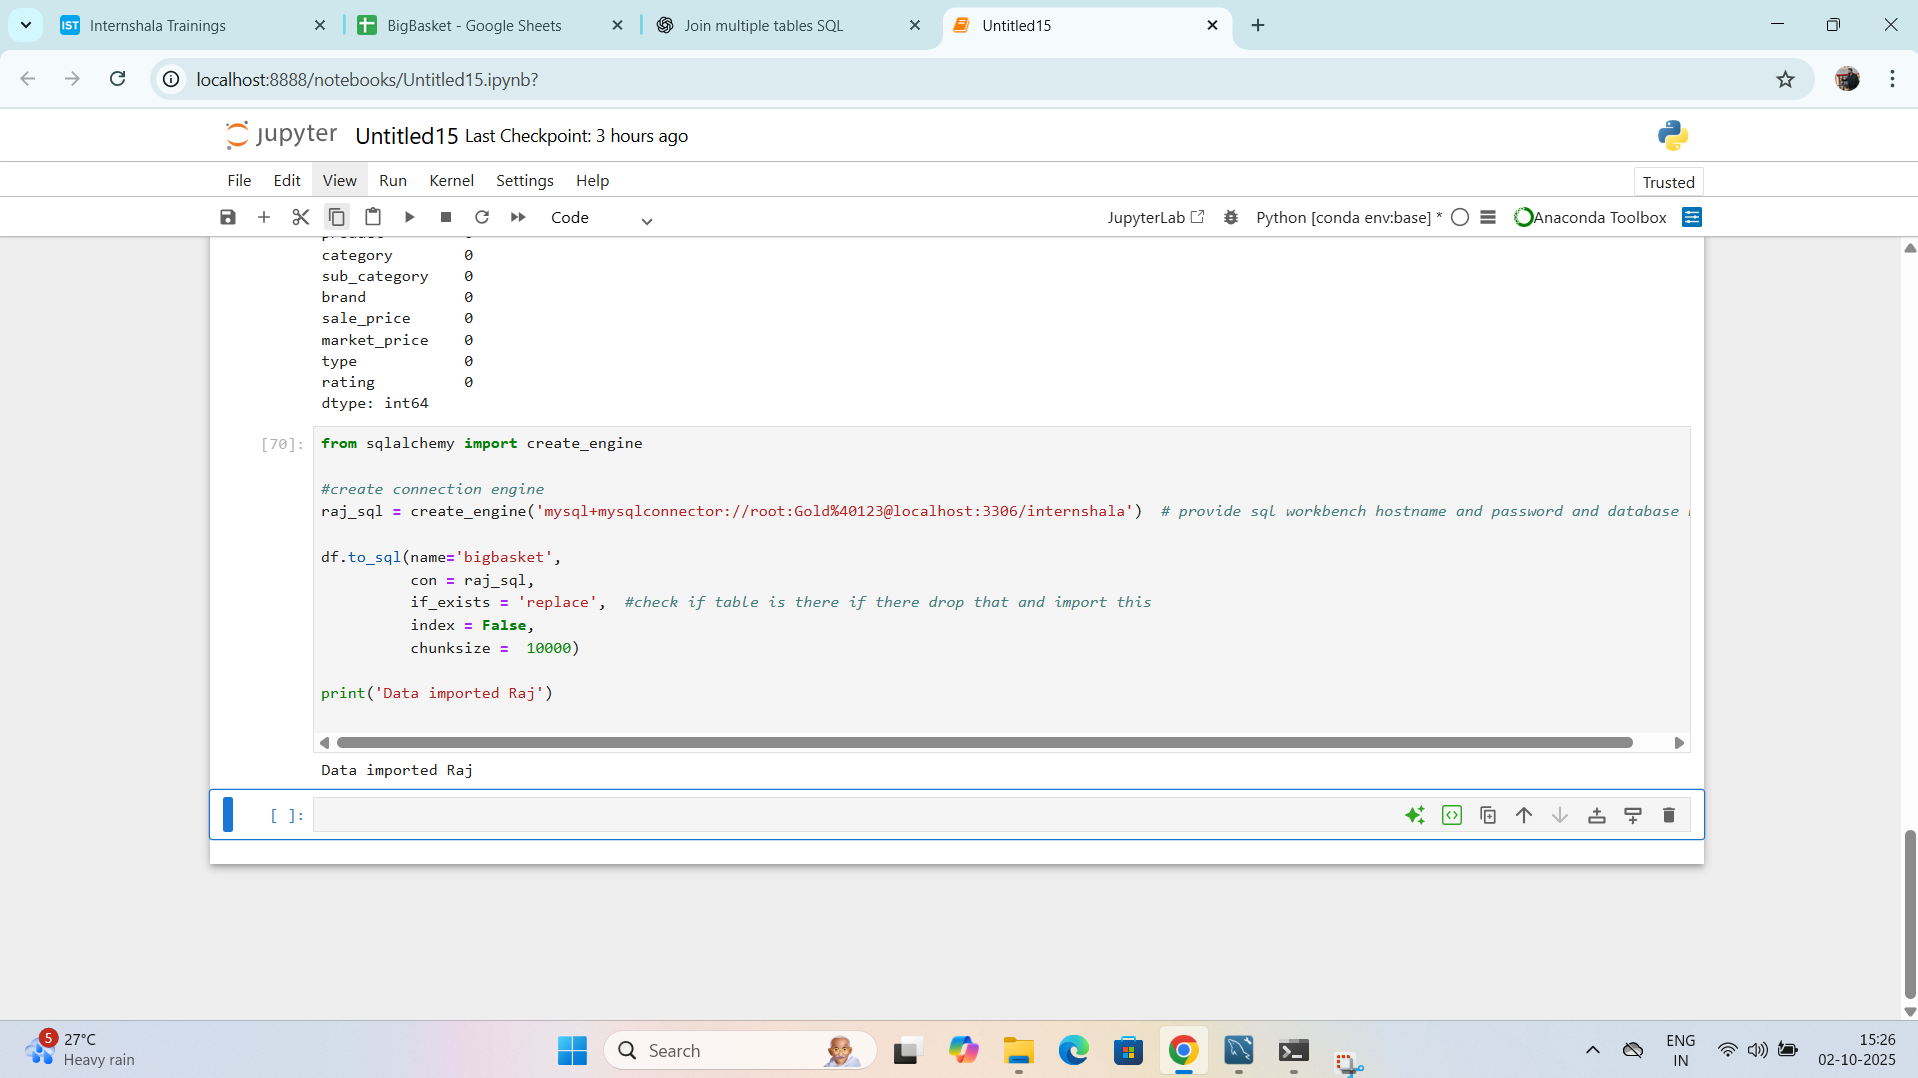 IST Internshala Trainings
BigBasket - Google Sheets
Join multiple tables SQL
Untitled15
localhost:8888/notebooks/Untitled15.ipynb?
jupyter Untitled15 Last Checkpoint: 3 hours ago
File Edit View Run Kernel Settings Help
Trusted
Code
JupyterLab
Python [conda env:base] *
Anaconda Toolbox
category 0
sub_category 0
brand 0
sale_price 0
market_price 0
type 0
rating 0
dtype: int64
[70]:
from sqlalchemy import create_engine
#create connection engine
raj_sql = create_engine('mysql+mysqlconnector://root:Gold%40123@localhost:3306/internshala') # provide sql workbench hostname and password and database
df.to_sql(name='bigbasket',
con = raj_sql,
if_exists = 'replace', #check if table is there if there drop that and import this
index = False,
chunksize = 10000)
print('Data imported Raj')
Data imported Raj
[ ]:
5
27°C
Heavy rain
Search
ENG
IN
15:26
02-10-2025